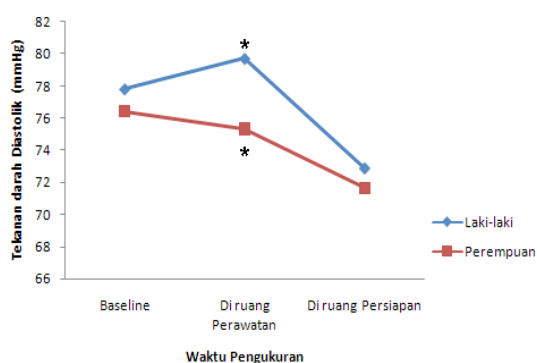 Tekanan darah Diastolik (mmHg)
82
80
78
76
74
72
70
68
66
*
*
Baseline
Di ruang
Perawatan
Di ruang Persiapan
Waktu Pengukuran
Laki-laki
Perempuan